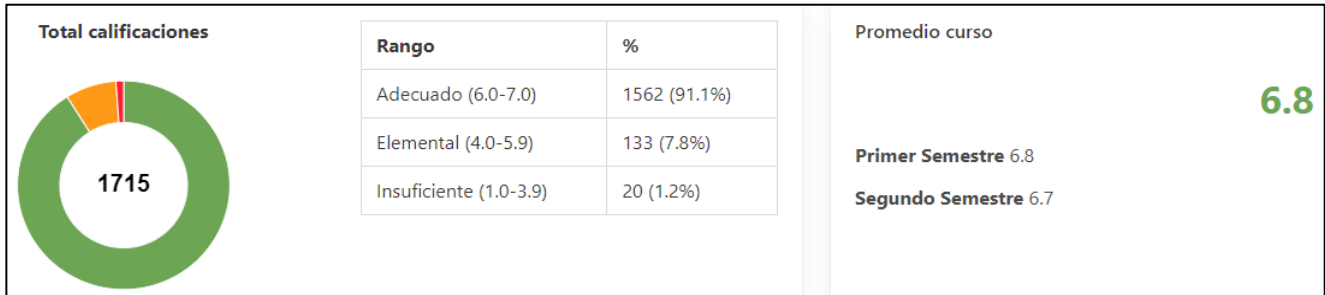 Total calificaciones
1715
Rango %
Adecuado (6.0-7.0) 1562 (91.1%)
Elemental (4.0-5.9) 133 (7.8%)
Insuficiente (1.0-3.9) 20 (1.2%)
Promedio curso
6.8
Primer Semestre 6.8
Segundo Semestre 6.7